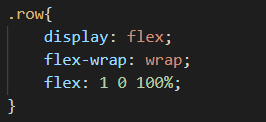 .row{
    display: flex;
    flex-wrap: wrap;
    flex: 1 0 100%;
}